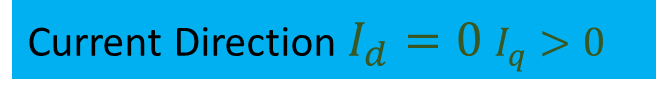 Current Direction I_d = 0 I_q > 0